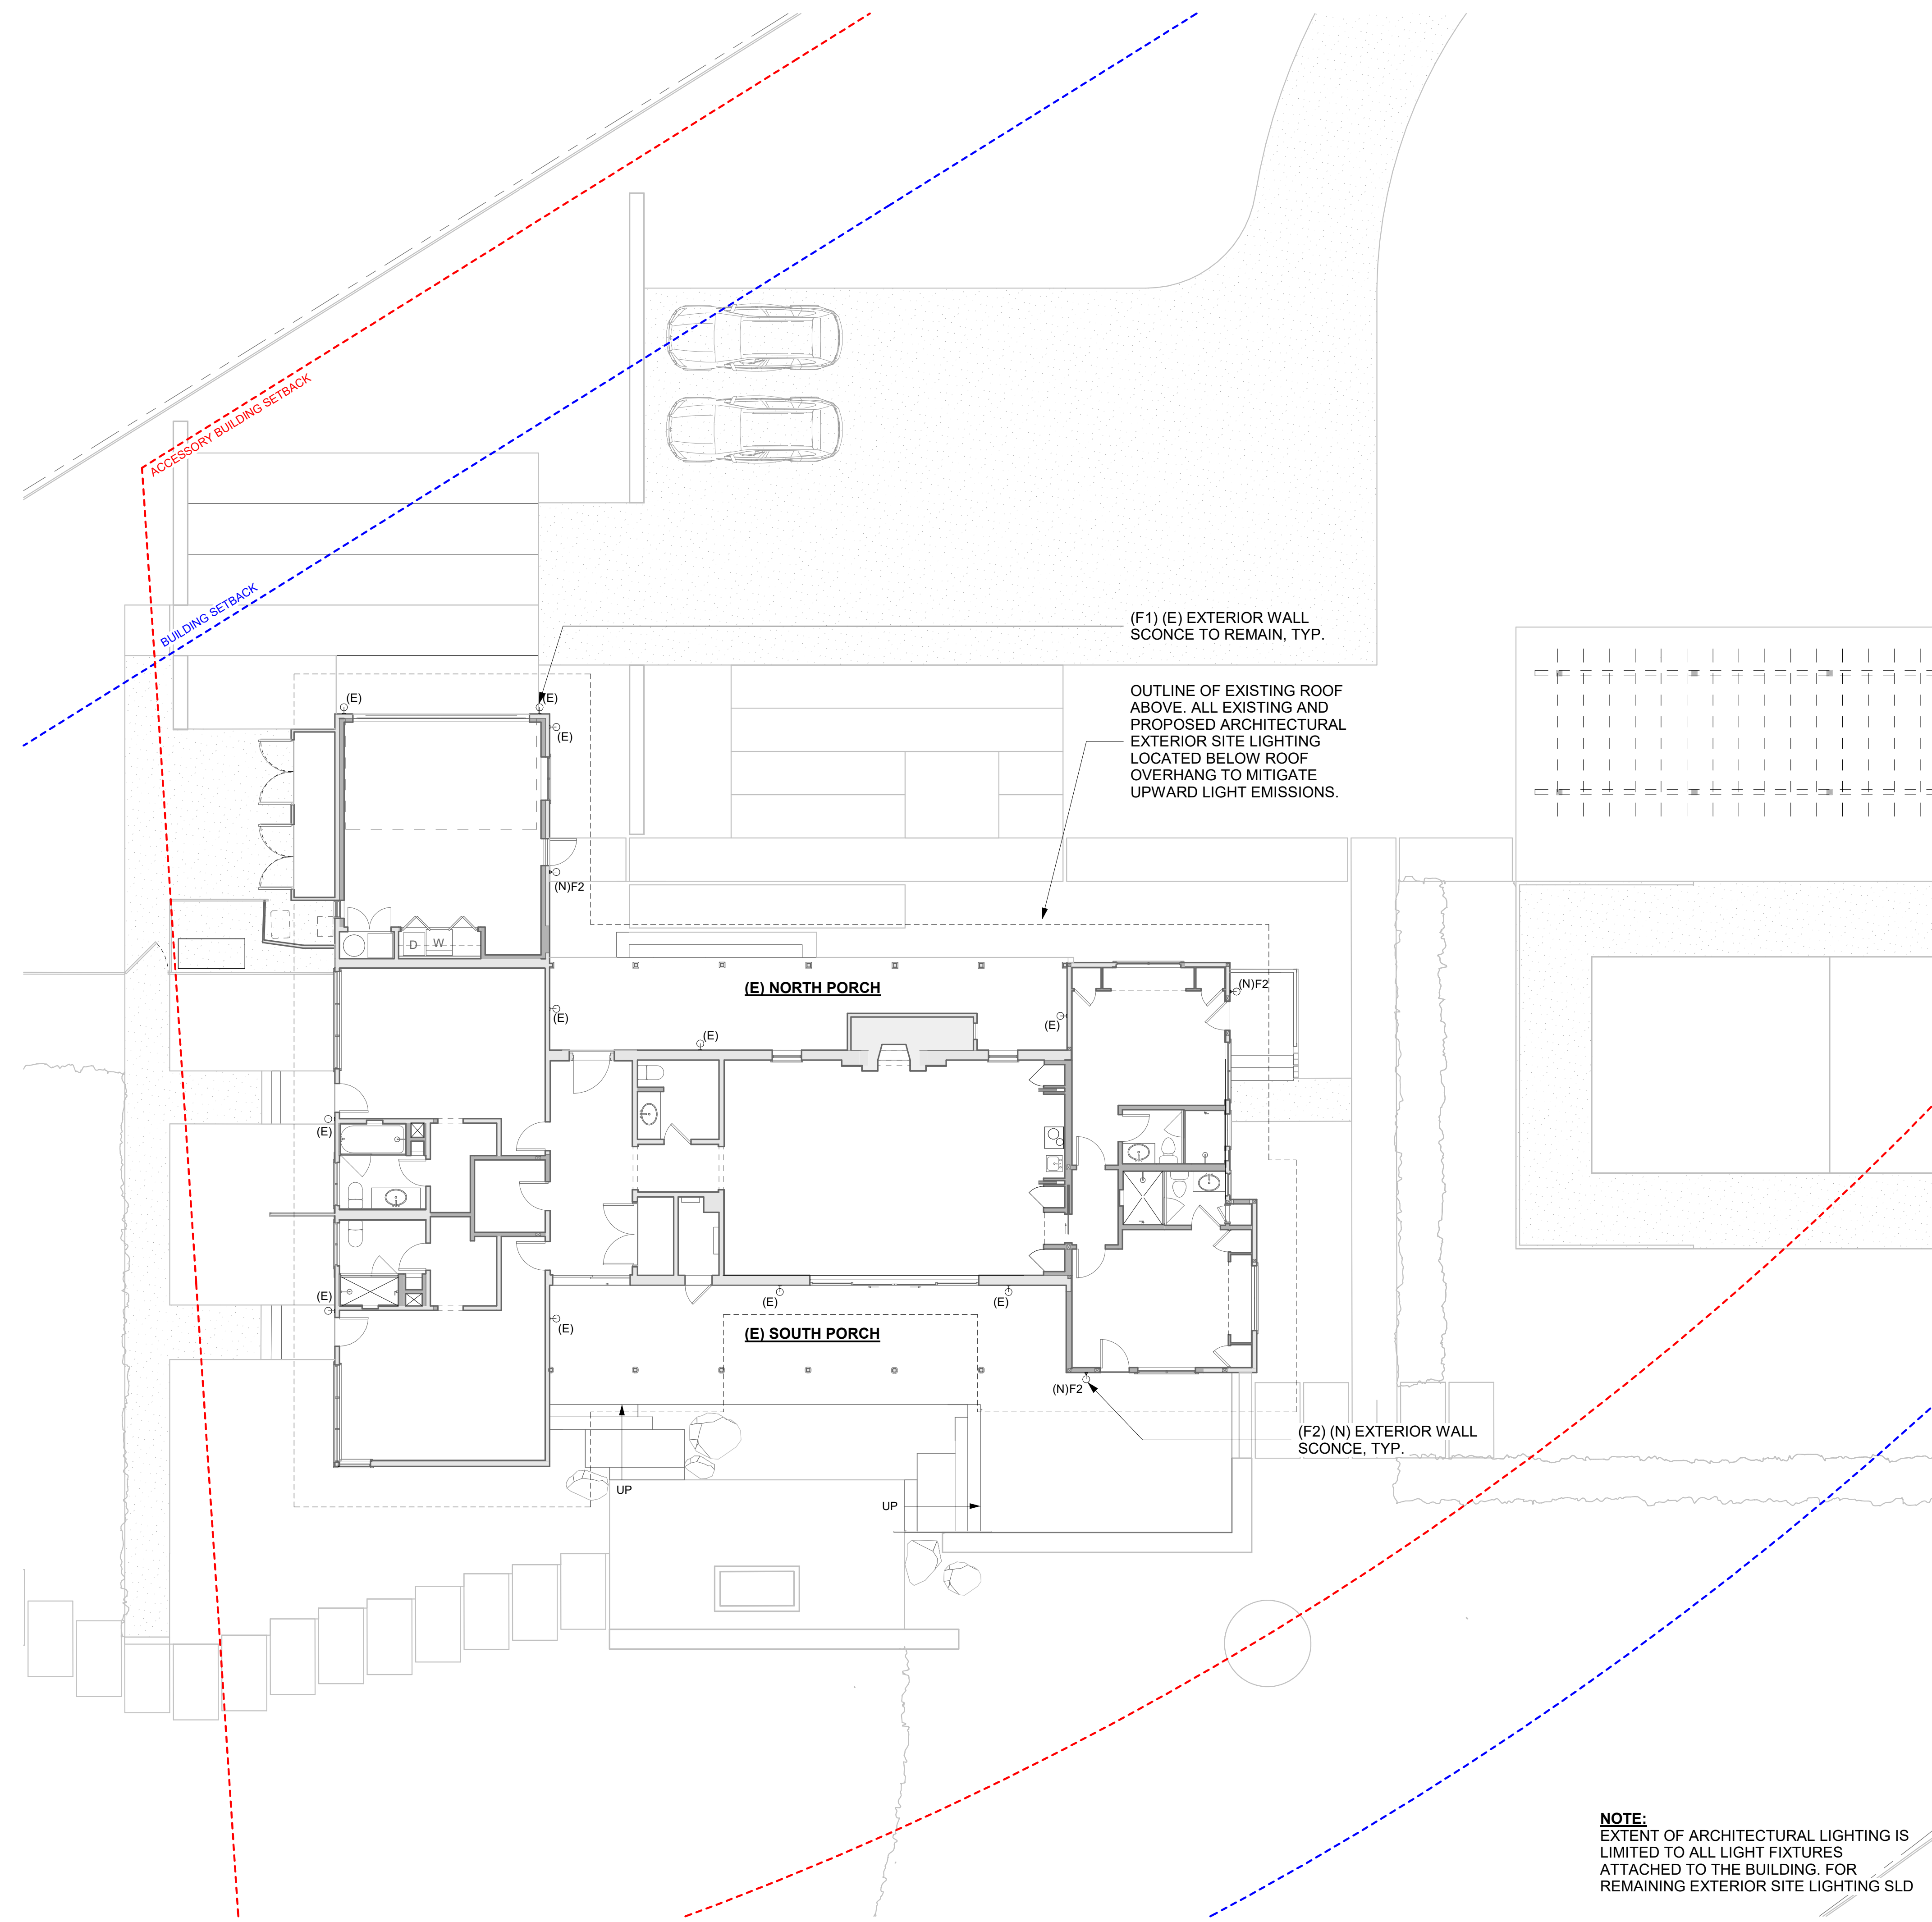 ACCESSORY BUILDING SETBACK
BUILDING SETBACK
(F1) (E) EXTERIOR WALL
SCONCE TO REMAIN, TYP.
OUTLINE OF EXISTING ROOF
ABOVE. ALL EXISTING AND
PROPOSED ARCHITECTURAL
EXTERIOR SITE LIGHTING
LOCATED BELOW ROOF
OVERHANG TO MITIGATE
UPWARD LIGHT EMISSIONS.
(E)
(E)
(E)
(N)F2
D
W
(E) NORTH PORCH
(N)F2
(E)
(E)
(E)
(E)
(E)
(E)
(E)
(E)
(E) SOUTH PORCH
(N)F2
(F2) (N) EXTERIOR WALL
SCONCE, TYP.
UP
UP
NOTE:
EXTENT OF ARCHITECTURAL LIGHTING IS
LIMITED TO ALL LIGHT FIXTURES
ATTACHED TO THE BUILDING. FOR
REMAINING EXTERIOR SITE LIGHTING SLD